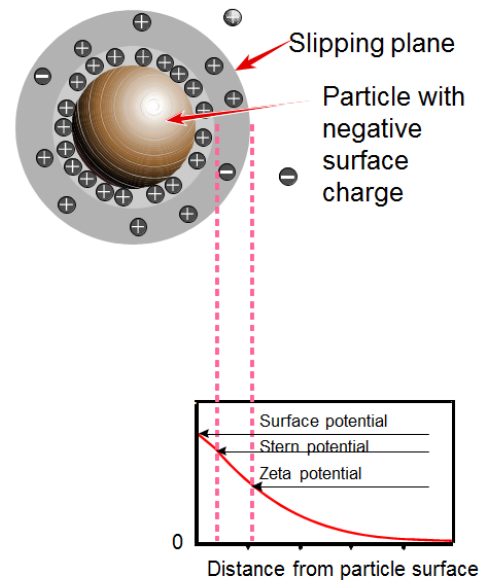 Slipping plane
Particle with
negative
surface
charge
Surface potential
Stern potential
Zeta potential
0
Distance from particle surface